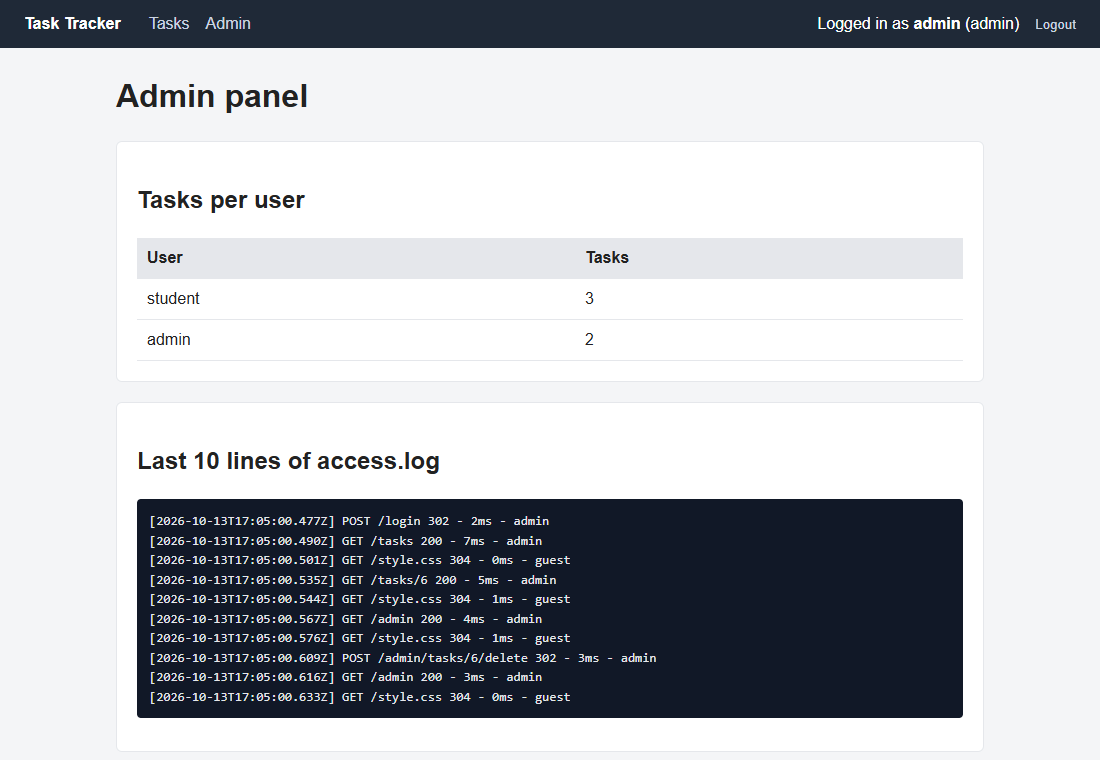 Task Tracker Tasks Admin Logged in as admin (admin) Logout
Admin panel
Tasks per user
User Tasks
student 3
admin 2
Last 10 lines of access.log
[2026-10-13T17:05:00.477Z] POST /login 302 - 2ms - admin
[2026-10-13T17:05:00.490Z] GET /tasks 200 - 7ms - admin
[2026-10-13T17:05:00.501Z] GET /style.css 304 - 0ms - guest
[2026-10-13T17:05:00.535Z] GET /tasks/6 200 - 5ms - admin
[2026-10-13T17:05:00.544Z] GET /style.css 304 - 1ms - guest
[2026-10-13T17:05:00.567Z] GET /admin 200 - 4ms - admin
[2026-10-13T17:05:00.576Z] GET /style.css 304 - 1ms - guest
[2026-10-13T17:05:00.609Z] POST /admin/tasks/6/delete 302 - 3ms - admin
[2026-10-13T17:05:00.616Z] GET /admin 200 - 3ms - admin
[2026-10-13T17:05:00.633Z] GET /style.css 304 - 0ms - guest